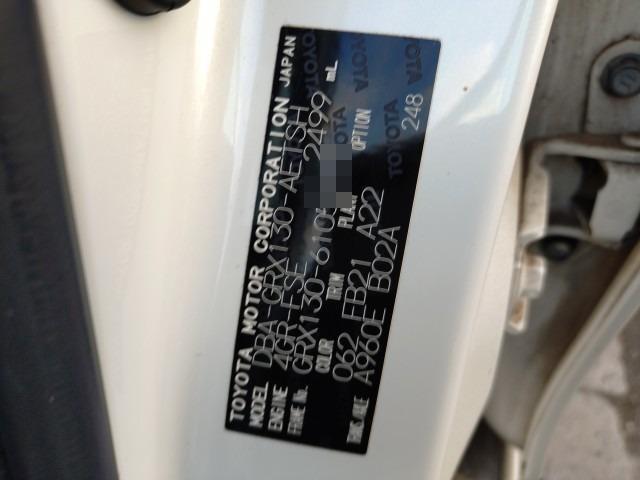 TOYOTA MOTOR CORPORATION JAPAN
MODEL DBA-GRX130-AETSH
ENGINE 4GR-FSE 2499 mL
FRAME No. GRX130-6105
COLOR TRIM PLANT OPTION
062 FB21 A22 248
TRANS./AXLE A960E B02A
TOYOTA
TOYOTA